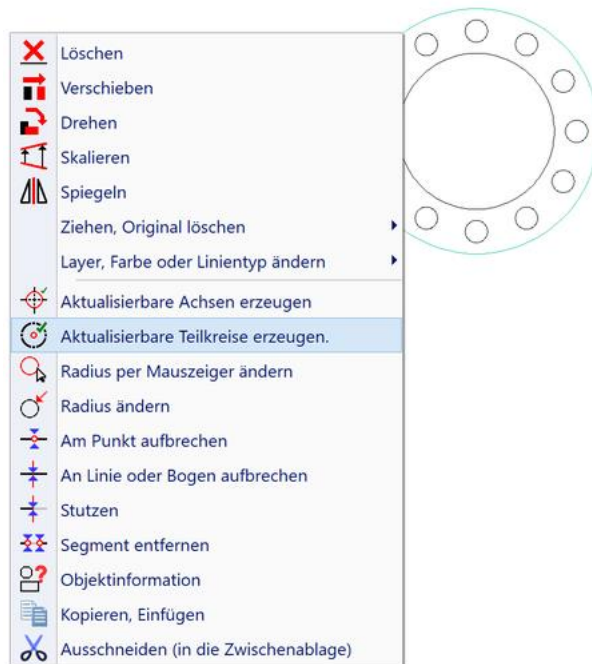 Löschen
Verschieben
Drehen
Skalieren
Spiegeln
Ziehen, Original löschen
Layer, Farbe oder Linientyp ändern
Aktualisierbare Achsen erzeugen
Aktualisierbare Teilkreise erzeugen.
Radius per Mauszeiger ändern
Radius ändern
Am Punkt aufbrechen
An Linie oder Bogen aufbrechen
Stutzen
Segment entfernen
Objektinformation
Kopieren, Einfügen
Ausschneiden (in die Zwischenablage)